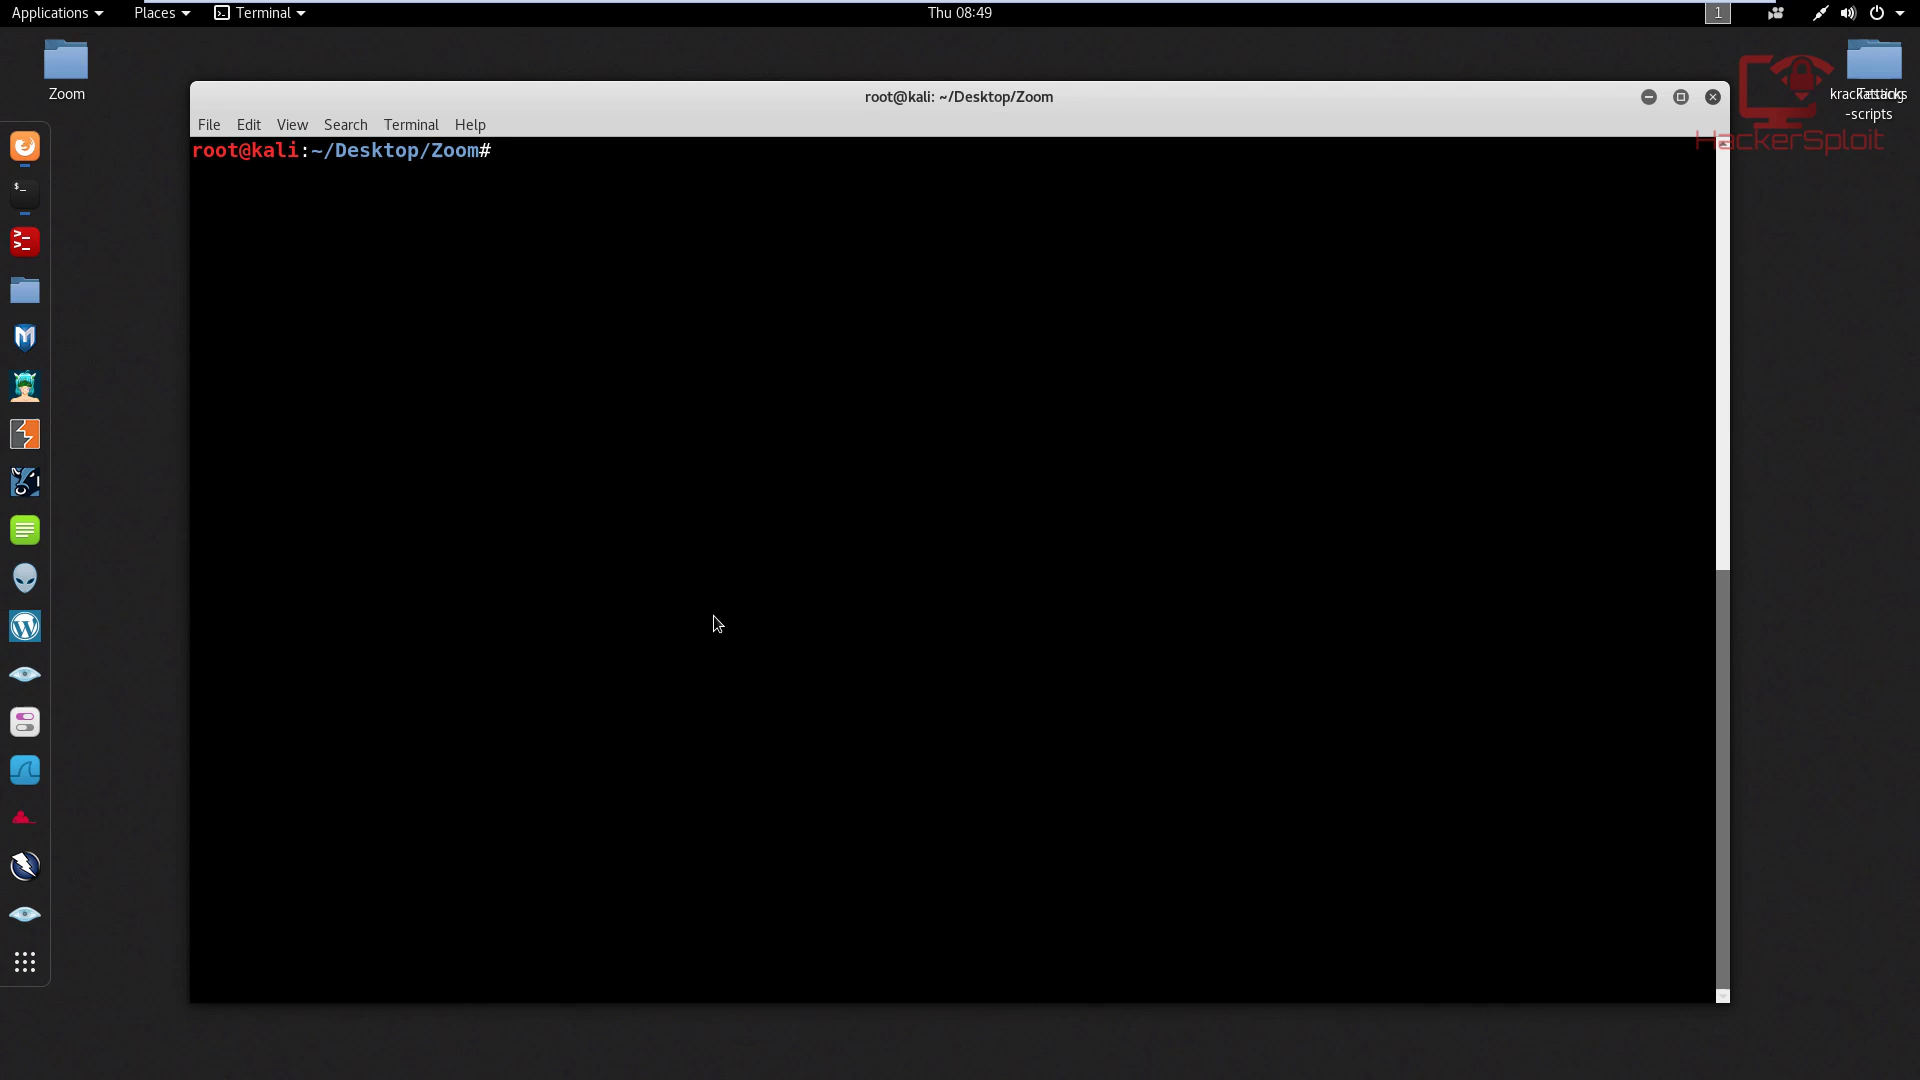 Applications Places Terminal Thu 08:49 1
Zoom
root@kali: ~/Desktop/Zoom
File Edit View Search Terminal Help
root@kali:~/Desktop/Zoom#
-scripts
HackerSploit